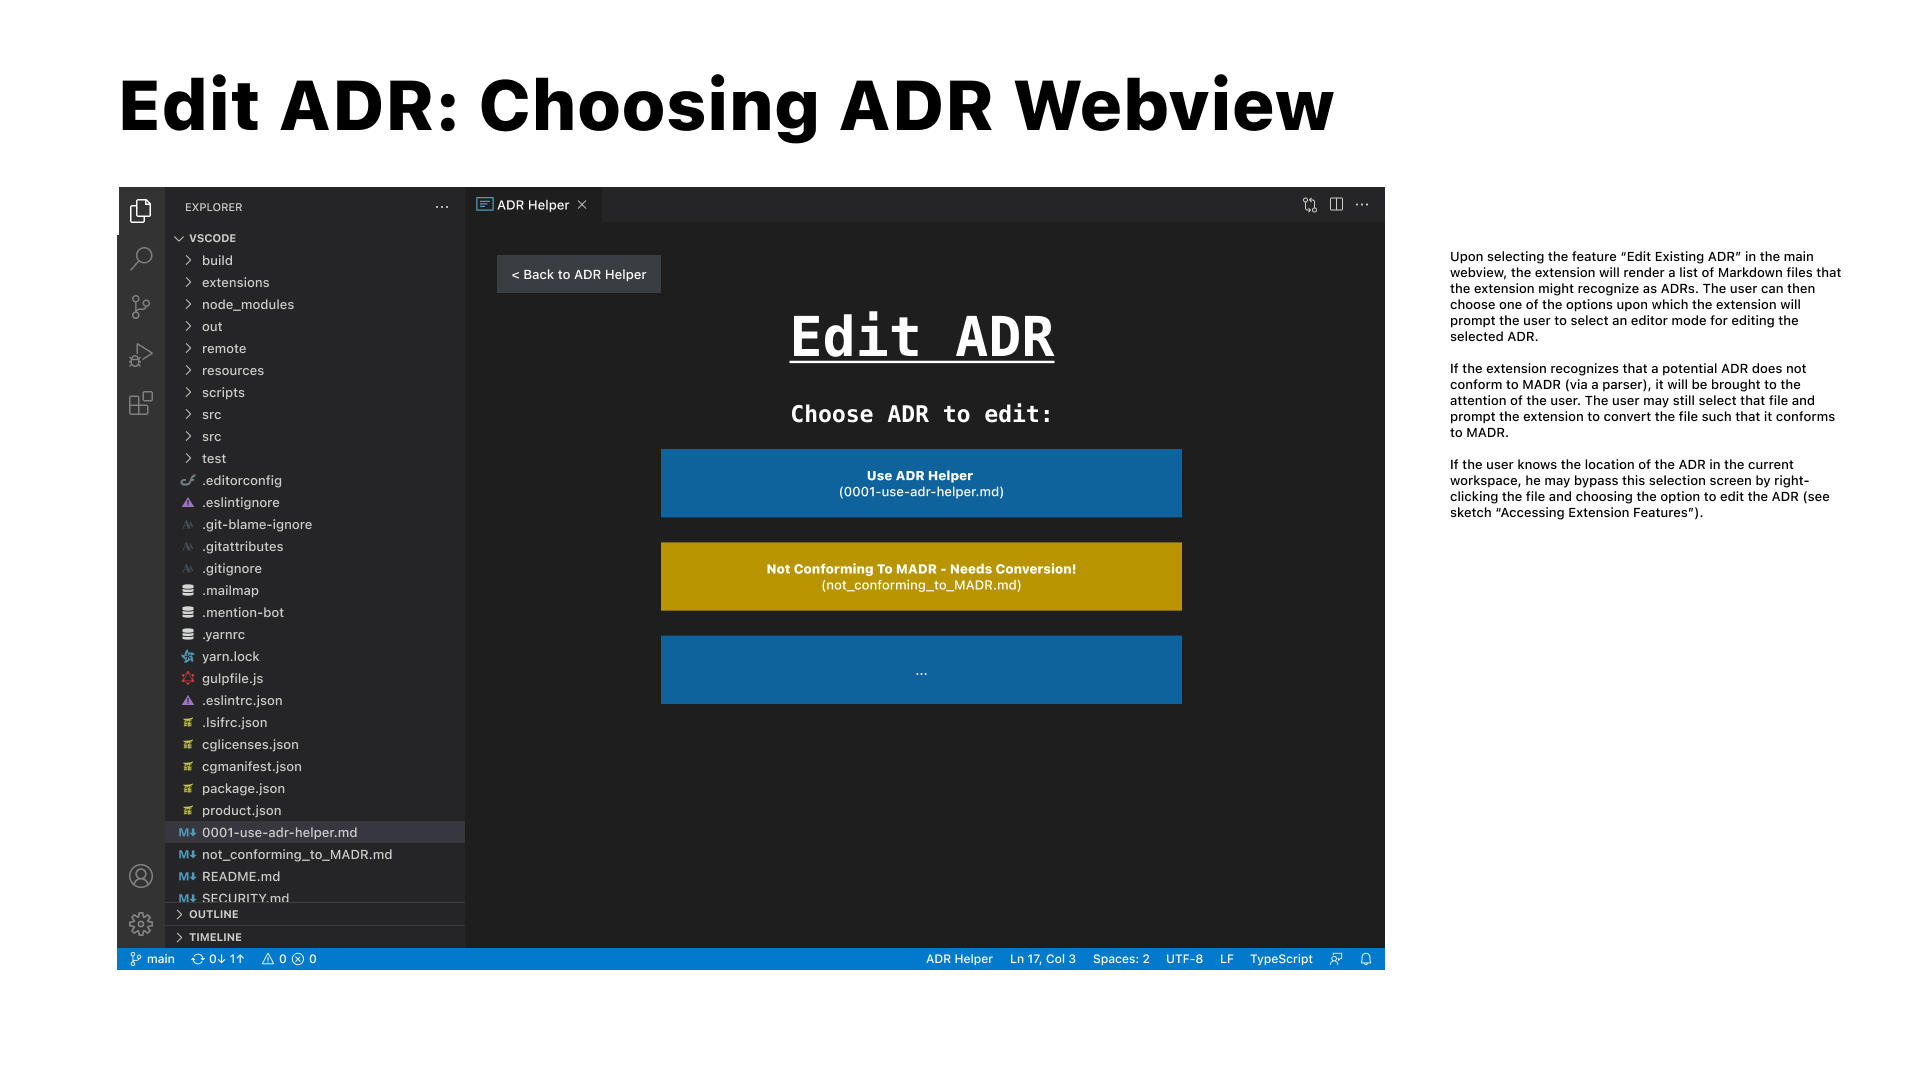 Edit ADR: Choosing ADR Webview
EXPLORER
VSCODE
build
extensions
node_modules
out
remote
resources
scripts
src
src
test
.editorconfig
.eslintignore
.git-blame-ignore
.gitattributes
.gitignore
.mailmap
.mention-bot
.yarnrc
yarn.lock
gulpfile.js
.eslintrc.json
.lsifrc.json
cglicenses.json
cgmanifest.json
package.json
product.json
0001-use-adr-helper.md
not_conforming_to_MADR.md
README.md
SECURITY.md
OUTLINE
TIMELINE
ADR Helper
< Back to ADR Helper
Edit ADR
Choose ADR to edit:
Use ADR Helper
(0001-use-adr-helper.md)
Not Conforming To MADR - Needs Conversion!
(not_conforming_to_MADR.md)
...
main 0↓ 1↑ 0 0
ADR Helper Ln 17, Col 3 Spaces: 2 UTF-8 LF TypeScript
Upon selecting the feature “Edit Existing ADR” in the main
webview, the extension will render a list of Markdown files that
the extension might recognize as ADRs. The user can then
choose one of the options upon which the extension will
prompt the user to select an editor mode for editing the
selected ADR.
If the extension recognizes that a potential ADR does not
conform to MADR (via a parser), it will be brought to the
attention of the user. The user may still select that file and
prompt the extension to convert the file such that it conforms
to MADR.
If the user knows the location of the ADR in the current
workspace, he may bypass this selection screen by right-
clicking the file and choosing the option to edit the ADR (see
sketch “Accessing Extension Features”).